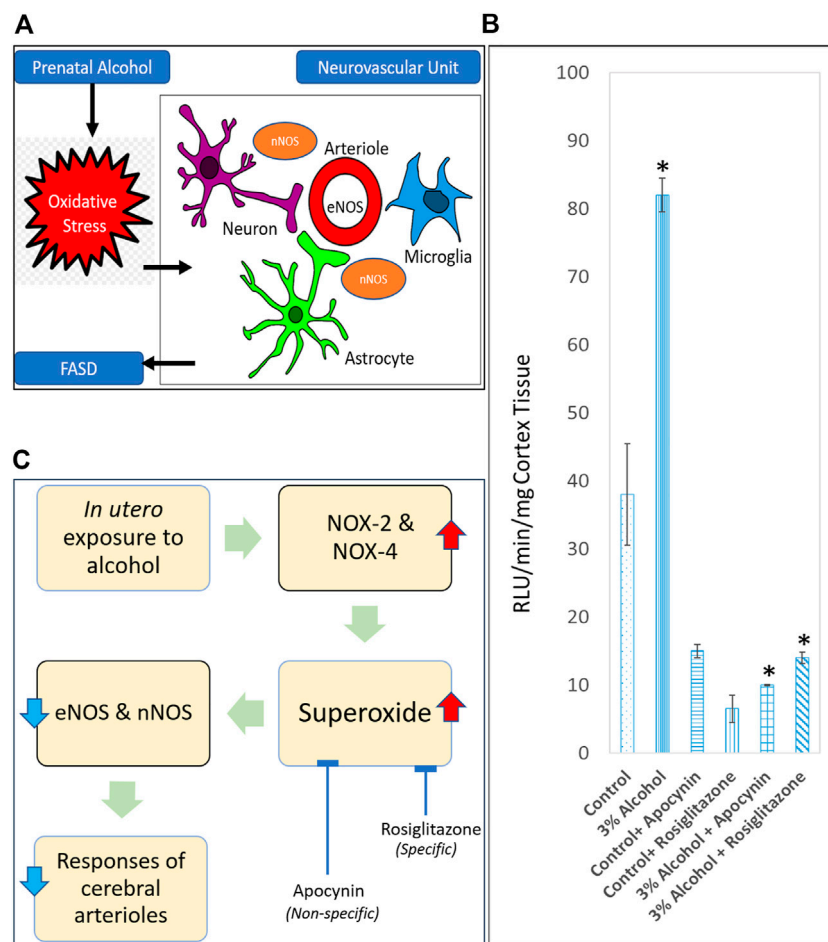 A
Prenatal Alcohol
Neurovascular Unit
Oxidative
Stress
nNOS
Arteriole
eNOS
Neuron
Microglia
nNOS
Astrocyte
FASD
B
RLU/min/mg Cortex Tissue
100
90
80
70
60
50
40
30
20
10
0
*
*
*
Control
3% Alcohol
Control+ Apocynin
Control+ Rosiglitazone
3% Alcohol + Apocynin
3% Alcohol + Rosiglitazone
C
In utero
exposure to
alcohol
NOX-2 &
NOX-4
eNOS & nNOS
Superoxide
Rosiglitazone
(Specific)
Apocynin
(Non-specific)
Responses of
cerebral
arterioles